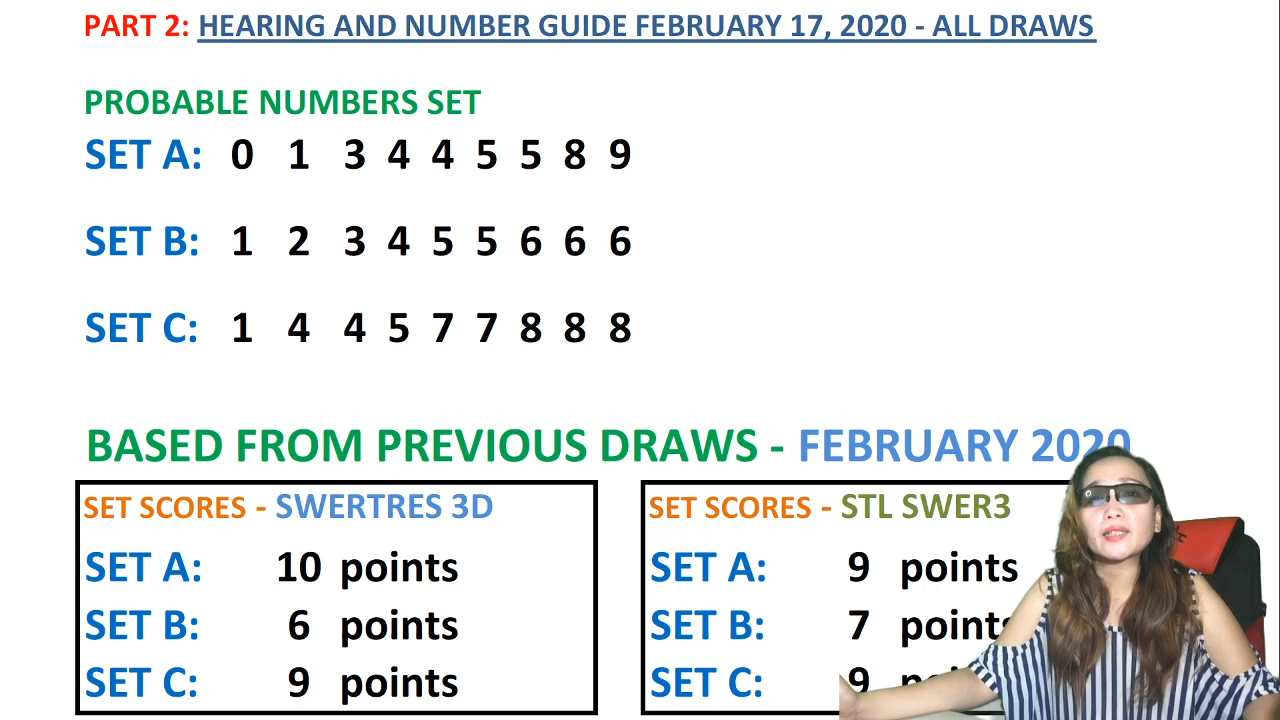 PART 2: HEARING AND NUMBER GUIDE FEBRUARY 17, 2020 - ALL DRAWS
PROBABLE NUMBERS SET
SET A: 0 1 3 4 4 5 5 8 9
SET B: 1 2 3 4 5 5 6 6 6
SET C: 1 4 4 5 7 7 8 8 8
BASED FROM PREVIOUS DRAWS - FEBRUARY 2020
SET SCORES - SWERTRES 3D
SET A: 10 points
SET B: 6 points
SET C: 9 points
SET SCORES - STL SWER3
SET A: 9 points
SET B: 7 points
SET C: 9